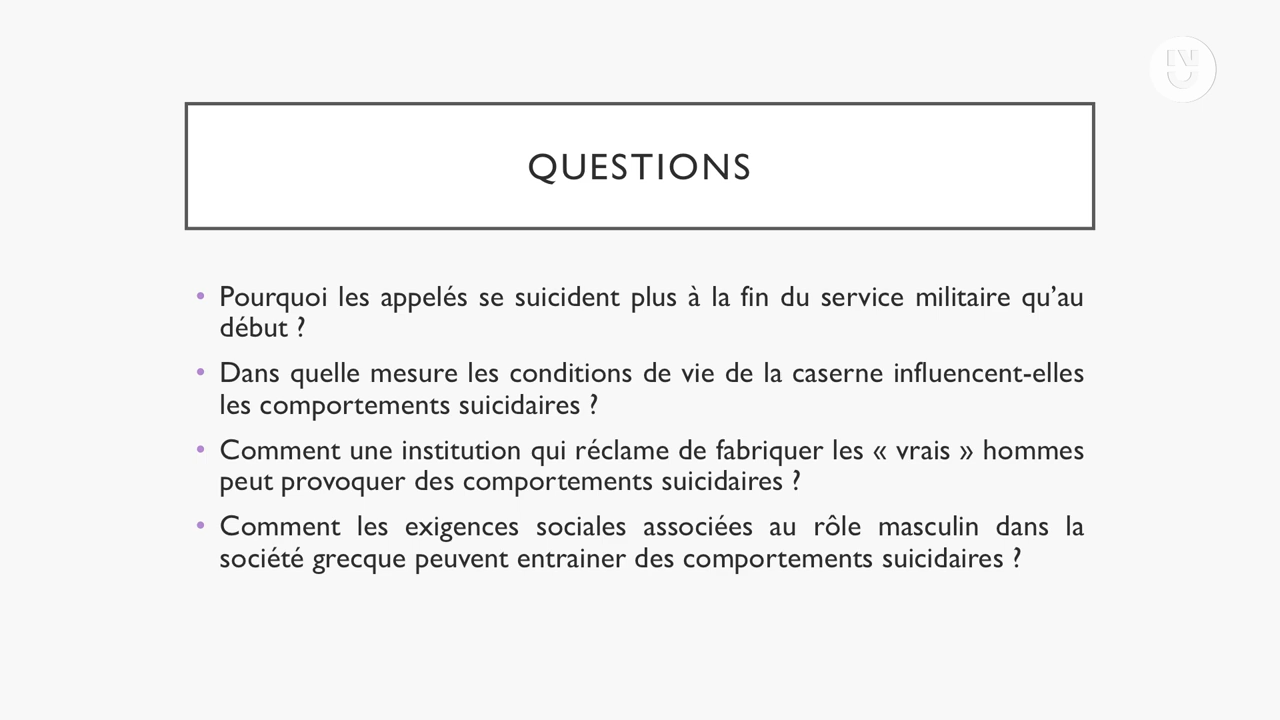 QUESTIONS
• Pourquoi les appelés se suicident plus à la fin du service militaire qu’au
début ?
• Dans quelle mesure les conditions de vie de la caserne influencent-elles
les comportements suicidaires ?
• Comment une institution qui réclame de fabriquer les « vrais » hommes
peut provoquer des comportements suicidaires ?
• Comment les exigences sociales associées au rôle masculin dans la
société grecque peuvent entrainer des comportements suicidaires ?